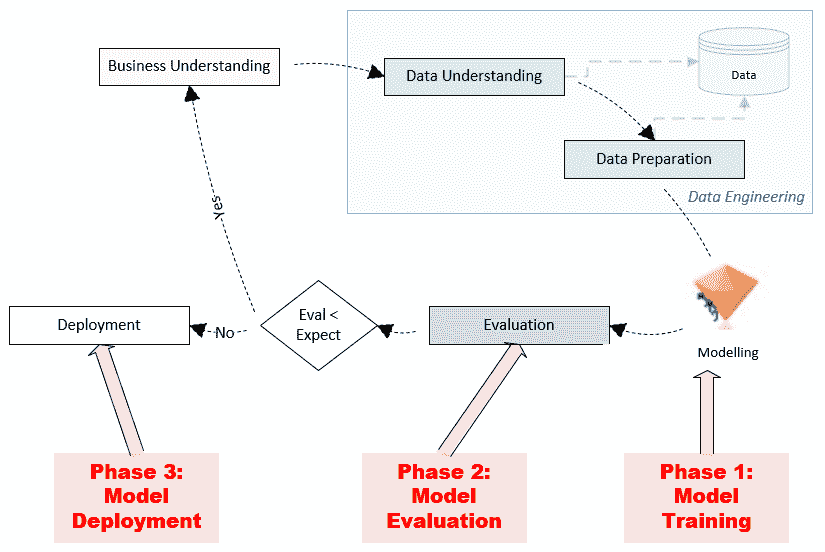 Business Understanding
Data Understanding
Data
Data Preparation
Data Engineering
Yes
Deployment
No
Eval <
Expect
Evaluation
Modelling
Phase 3:
Model
Deployment
Phase 2:
Model
Evaluation
Phase 1:
Model
Training